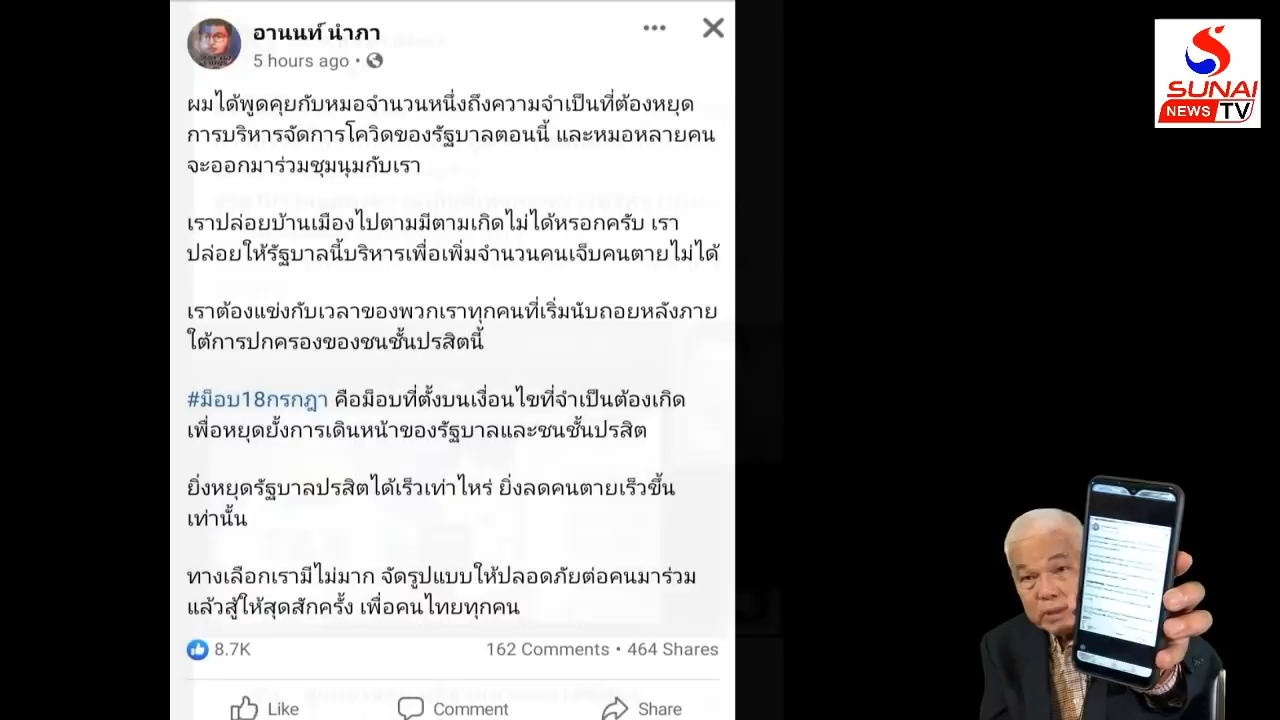 อานนท์ นำภา
5 hours ago
ผมได้พูดคุยกับหมอจำนวนหนึ่งถึงความจำเป็นที่ต้องหยุด
การบริหารจัดการโควิดของรัฐบาลตอนนี้ และหมอหลายคน
จะออกมาร่วมชุมนุมกับเรา
เราปล่อยบ้านเมืองไปตามมีตามเกิดไม่ได้หรอกครับ เรา
ปล่อยให้รัฐบาลนี้บริหารเพื่อเพิ่มจำนวนคนเจ็บคนตายไม่ได้
เราต้องแข่งกับเวลาของพวกเราทุกคนที่เริ่มนับถอยหลังภาย
ใต้การปกครองของชนชั้นปรสิตนี้
#ม็อบ18กรกฎา คือม็อบที่ตั้งบนเงื่อนไขที่จำเป็นต้องเกิด
เพื่อหยุดยั้งการเดินหน้าของรัฐบาลและชนชั้นปรสิต
ยิ่งหยุดรัฐบาลปรสิตได้เร็วเท่าไหร่ ยิ่งลดคนตายเร็วขึ้น
เท่านั้น
ทางเลือกเรามีไม่มาก จัดรูปแบบให้ปลอดภัยต่อคนมาร่วม
แล้วสู้ให้สุดสักครั้ง เพื่อคนไทยทุกคน
8.7K
162 Comments • 464 Shares
Like
Comment
Share
SUNAI
NEWS TV